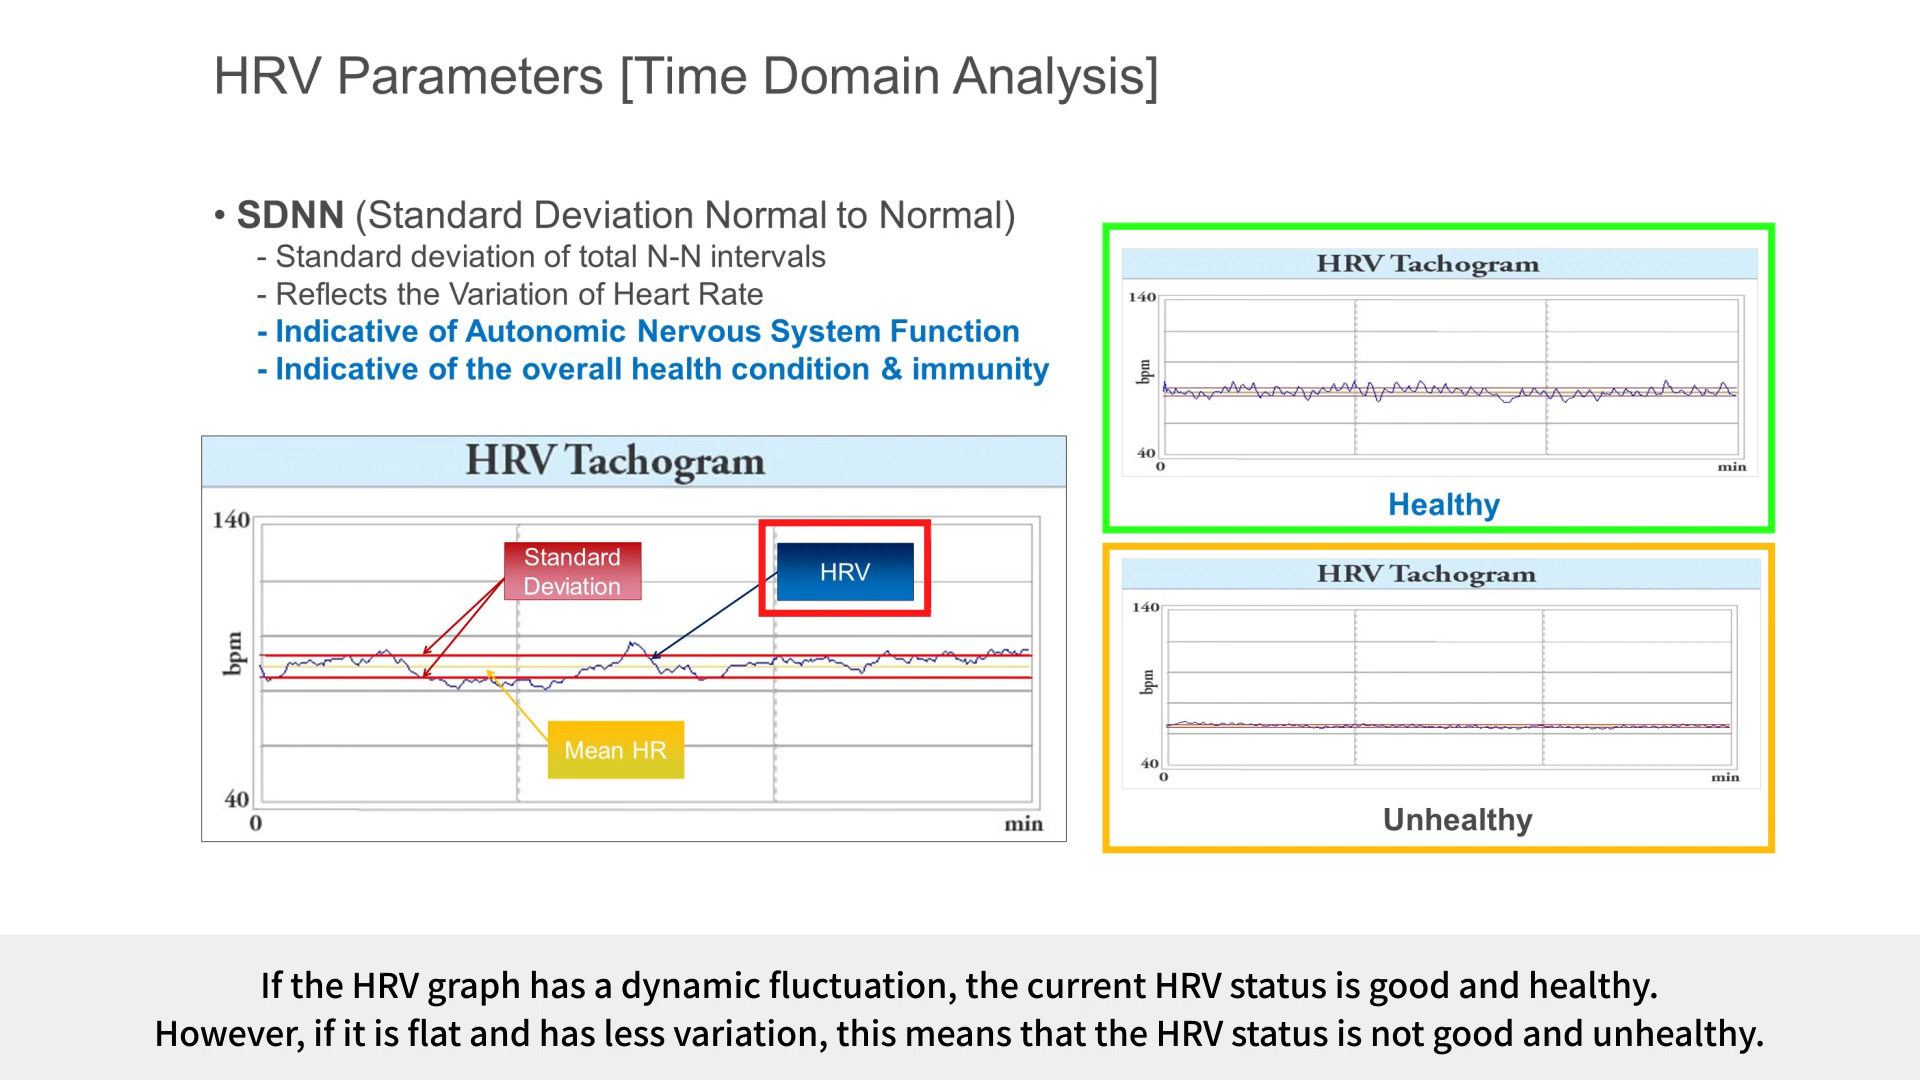 HRV Parameters [Time Domain Analysis]
• SDNN (Standard Deviation Normal to Normal)
- Standard deviation of total N-N intervals
- Reflects the Variation of Heart Rate
- Indicative of Autonomic Nervous System Function
- Indicative of the overall health condition & immunity
HRV Tachogram
140
Standard
Deviation
HRV
bpm
Mean HR
40
0
min
HRV Tachogram
140
bpm
40
0
min
Healthy
HRV Tachogram
140
bpm
40
0
min
Unhealthy
If the HRV graph has a dynamic fluctuation, the current HRV status is good and healthy.
However, if it is flat and has less variation, this means that the HRV status is not good and unhealthy.